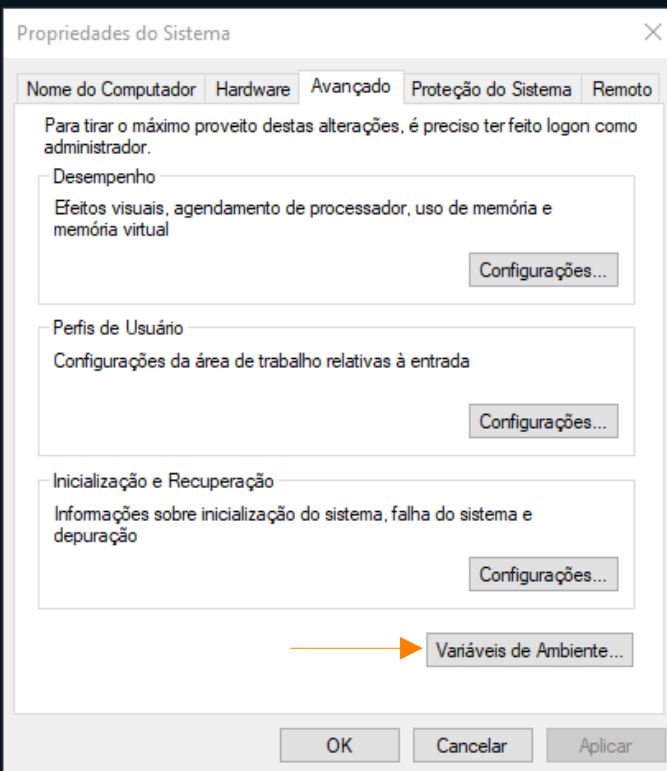 Propriedades do Sistema
Nome do Computador Hardware Avançado Proteção do Sistema Remoto
Para tirar o máximo proveito destas alterações, é preciso ter feito logon como
administrador.
Desempenho
Efeitos visuais, agendamento de processador, uso de memória e
memória virtual
Configurações...
Perfis de Usuário
Configurações da área de trabalho relativas à entrada
Configurações...
Inicialização e Recuperação
Informações sobre inicialização do sistema, falha do sistema e
depuração
Configurações...
Variáveis de Ambiente...
OK Cancelar Aplicar